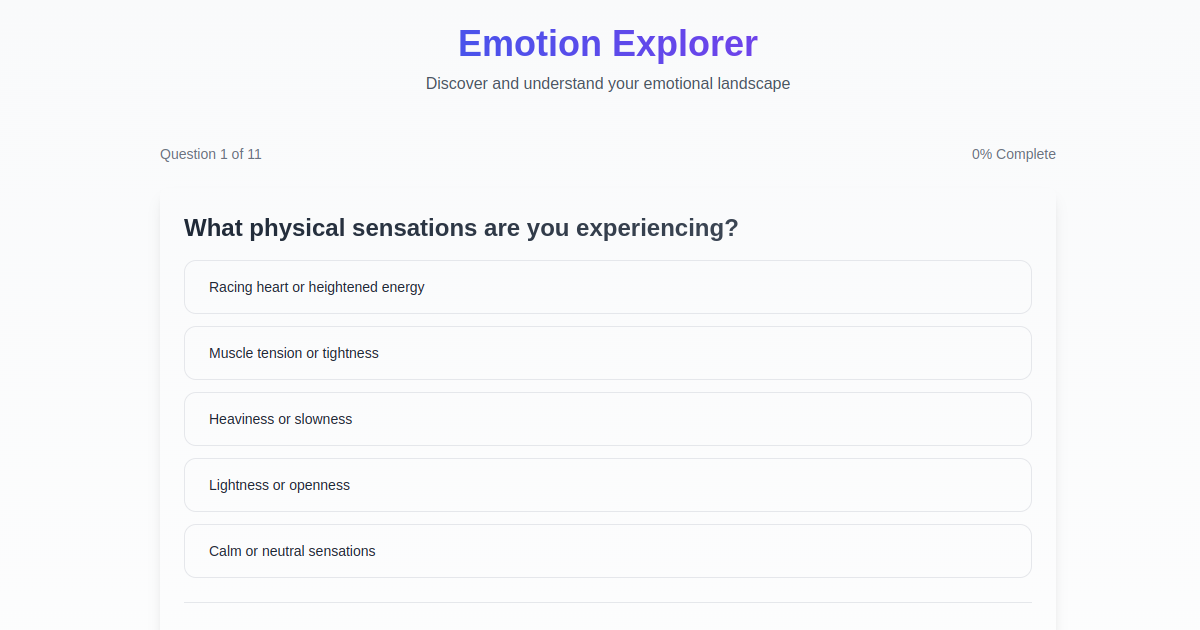 Emotion Explorer
Discover and understand your emotional landscape
Question 1 of 11
0% Complete
What physical sensations are you experiencing?
Racing heart or heightened energy
Muscle tension or tightness
Heaviness or slowness
Lightness or openness
Calm or neutral sensations